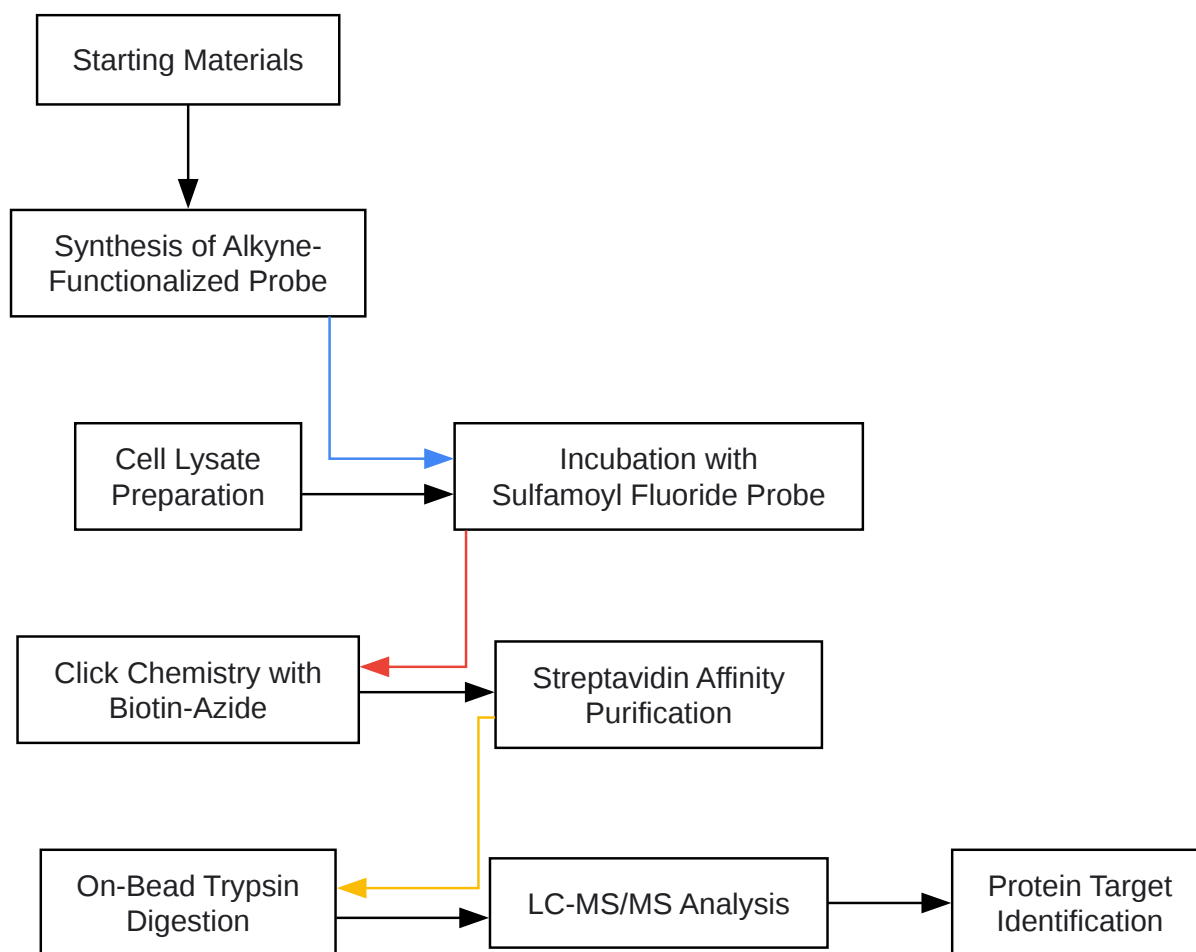 Starting Materials
Synthesis of Alkyne-
Functionalized Probe
Cell Lysate
Preparation
Incubation with
Sulfamoyl Fluoride Probe
Click Chemistry with
Biotin-Azide
Streptavidin Affinity
Purification
On-Bead Trypsin
Digestion
LC-MS/MS Analysis
Protein Target
Identification